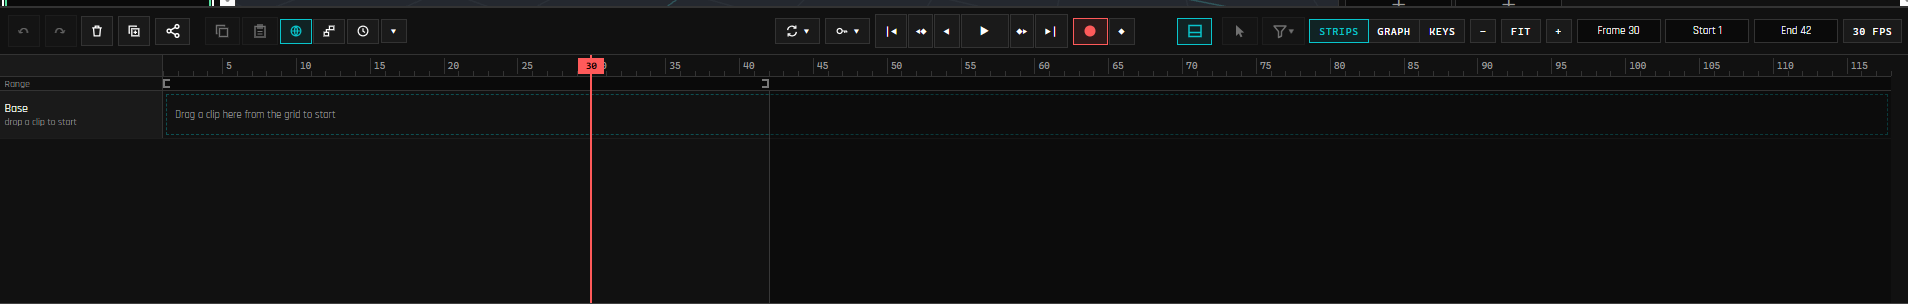 STRIPS GRAPH KEYS − FIT + Frame 30 Start 1 End 42 30 FPS
5 10 15 20 25 30 35 40 45 50 55 60 65 70 75 80 85 90 95 100 105 110 115
Range
Base
drop a clip to start
Drag a clip here from the grid to start